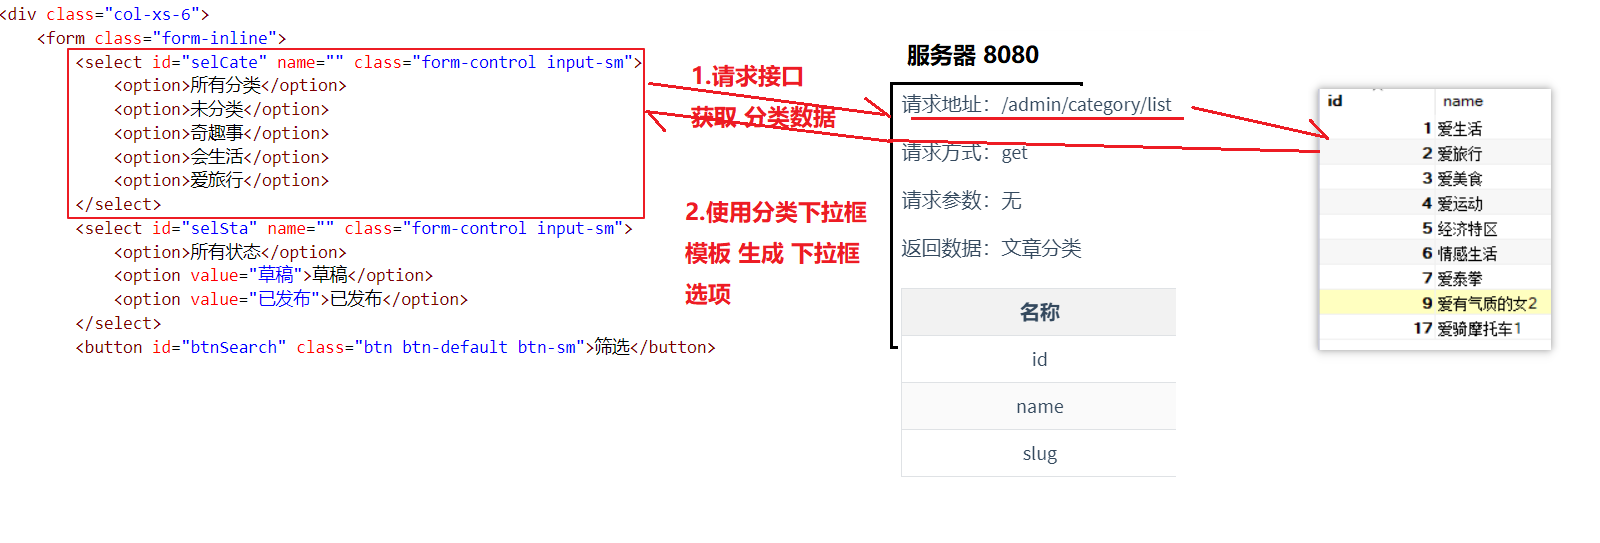 <div class="col-xs-6">
<form class="form-inline">
<select id="selCate" name="" class="form-control input-sm">
<option>所有分类</option>
<option>未分类</option>
<option>奇趣事</option>
<option>会生活</option>
<option>爱旅行</option>
</select>
<select id="selSta" name="" class="form-control input-sm">
<option>所有状态</option>
<option value="草稿">草稿</option>
<option value="已发布">已发布</option>
</select>
<button id="btnSearch" class="btn btn-default btn-sm">筛选</button>
1.请求接口
获取 分类数据
2.使用分类下拉框
模板 生成 下拉框
选项
服务器 8080
请求地址：/admin/category/list
请求方式：get
请求参数：无
返回数据：文章分类
名称
id
name
slug
id name
1 爱生活
2 爱旅行
3 爱美食
4 爱运动
5 经济特区
6 情感生活
7 爱泰拳
9 爱有气质的女2
17 爱骑摩托车1